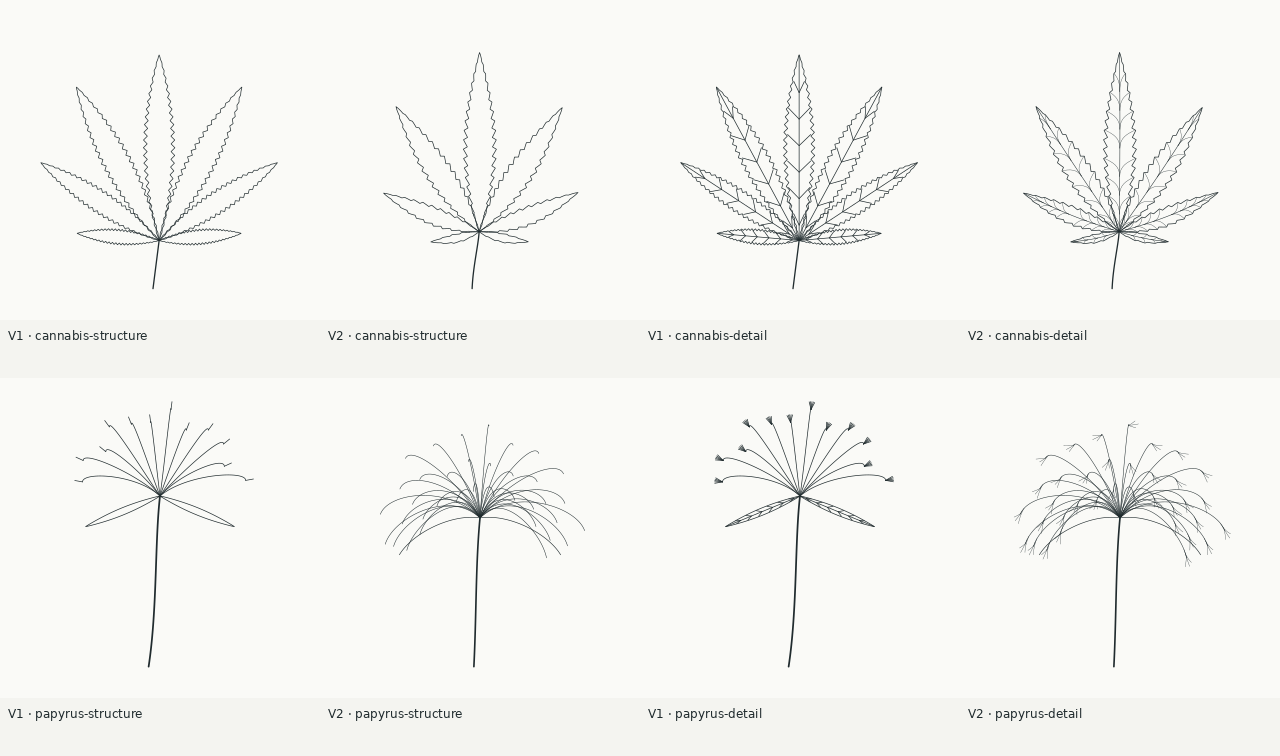 V1 · cannabis-structure
V2 · cannabis-structure
V1 · cannabis-detail
V2 · cannabis-detail
V1 · papyrus-structure
V2 · papyrus-structure
V1 · papyrus-detail
V2 · papyrus-detail